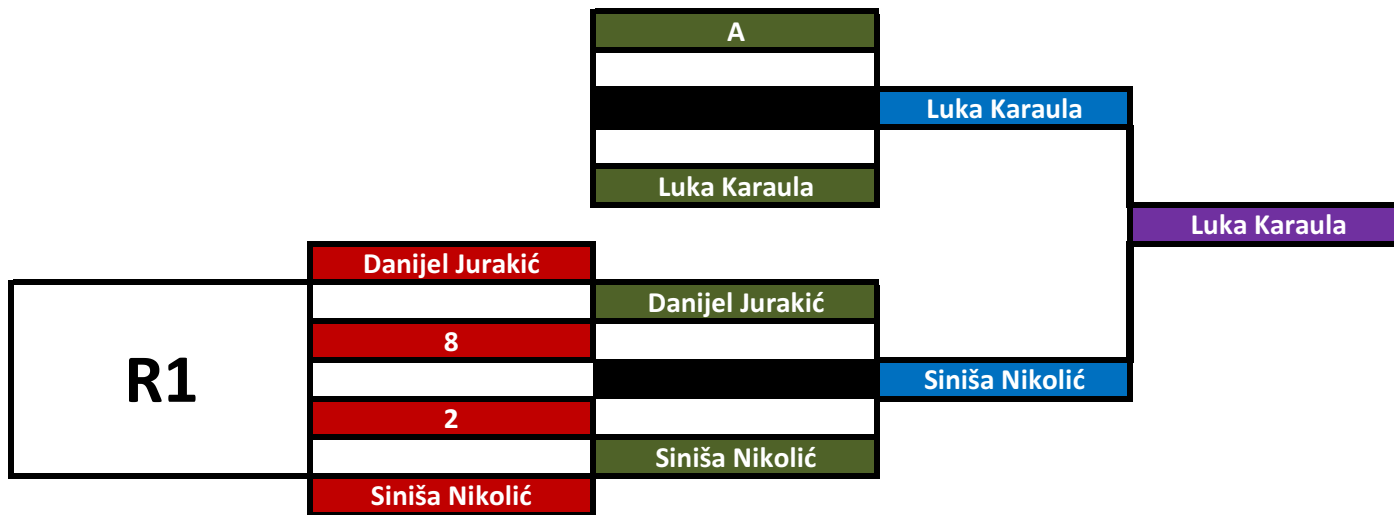 A
Luka Karaula
Luka Karaula
Luka Karaula
Danijel Jurakić
Danijel Jurakić
8
R1
Siniša Nikolić
2
Siniša Nikolić
Siniša Nikolić